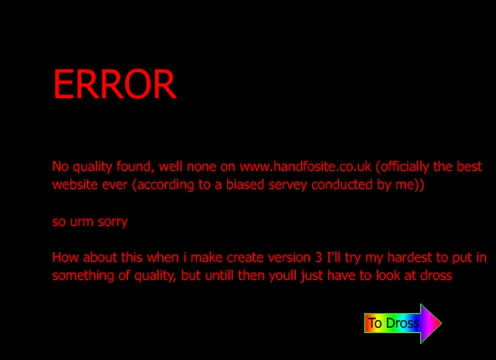 ERROR
No quality found, well none on www.handfosite.co.uk (officially the best
website ever (according to a biased servey conducted by me))
so urm sorry
How about this when i make create version 3 I'll try my hardest to put in
something of quality, but untill then youll just have to look at dross
To Dross